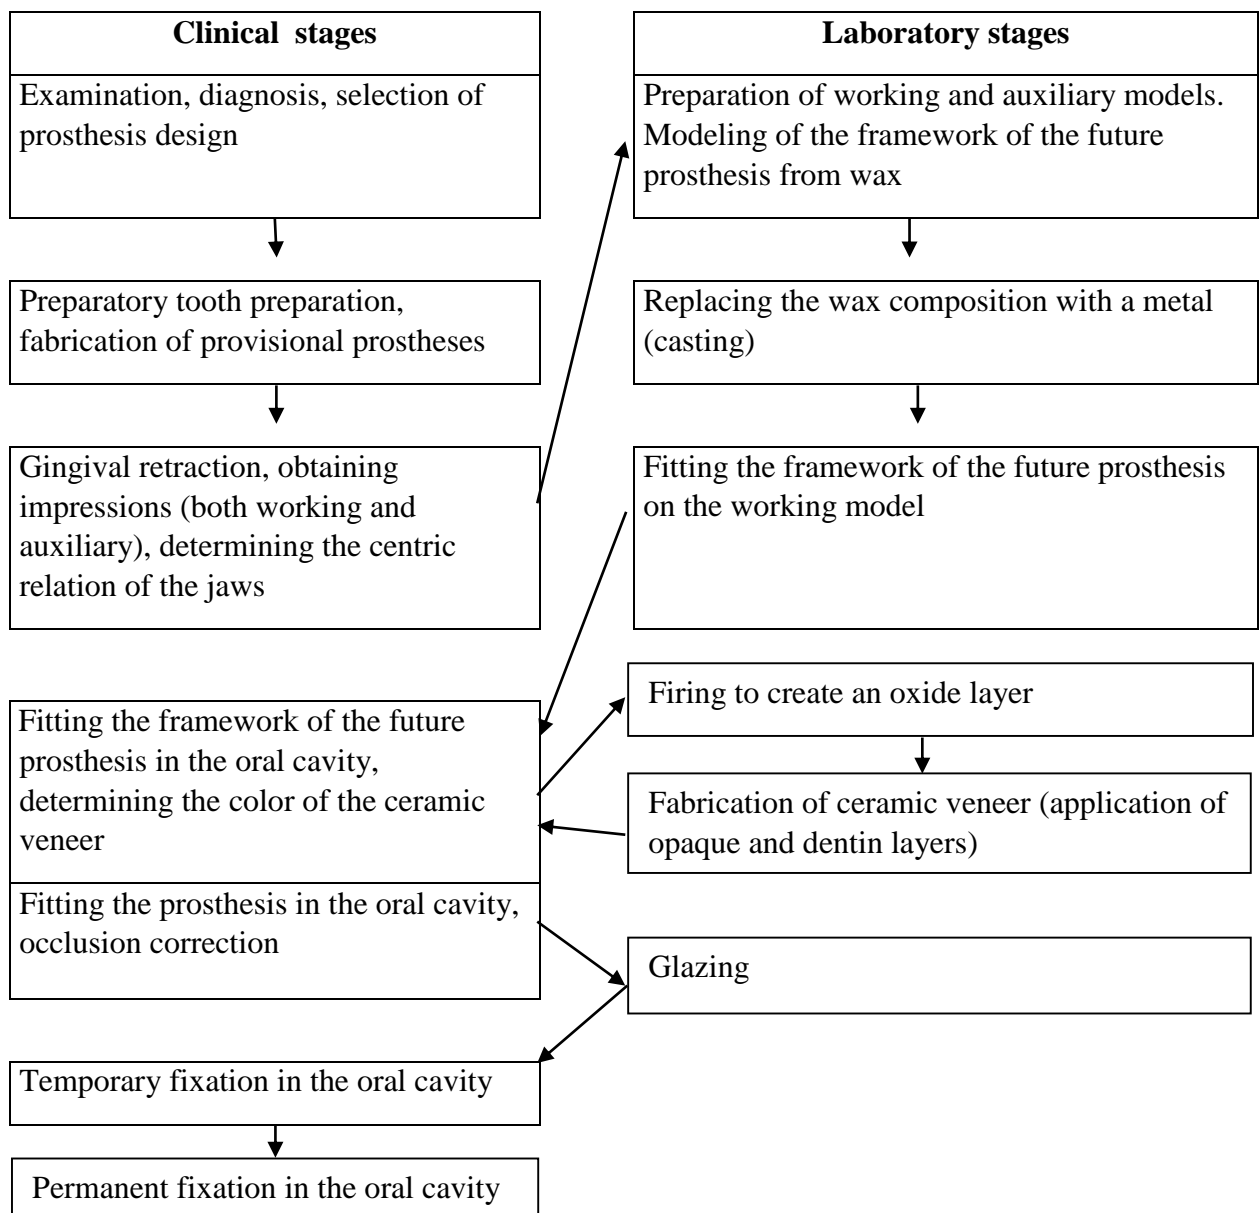 Clinical stages
Examination, diagnosis, selection of
prosthesis design
Preparatory tooth preparation,
fabrication of provisional prostheses
Gingival retraction, obtaining
impressions (both working and
auxiliary), determining the centric
relation of the jaws
Fitting the framework of the future
prosthesis in the oral cavity,
determining the color of the ceramic
veneer
Fitting the prosthesis in the oral cavity,
occlusion correction
Temporary fixation in the oral cavity
Permanent fixation in the oral cavity
Laboratory stages
Preparation of working and auxiliary models.
Modeling of the framework of the future
prosthesis from wax
Replacing the wax composition with a metal
(casting)
Fitting the framework of the future prosthesis
on the working model
Firing to create an oxide layer
Fabrication of ceramic veneer (application of
opaque and dentin layers)
Glazing